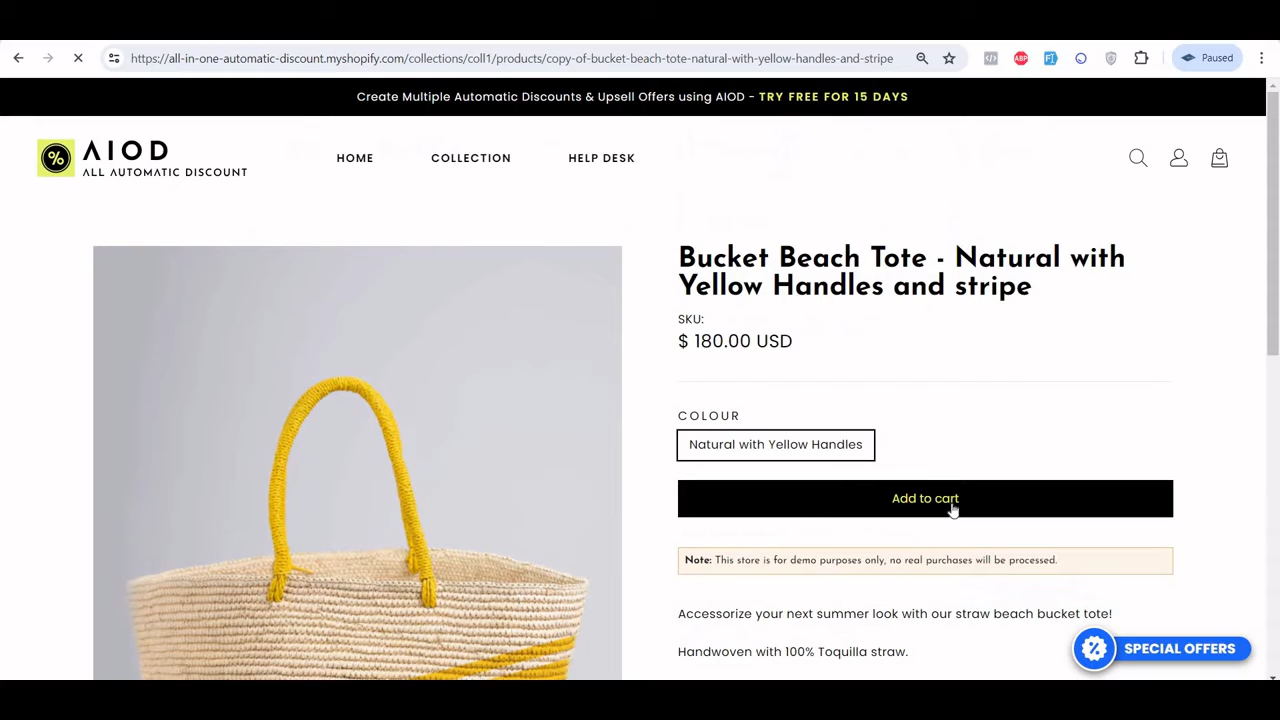 https://all-in-one-automatic-discount.myshopify.com/collections/coll1/products/copy-of-bucket-beach-tote-natural-with-yellow-handles-and-stripe
ABP
Paused
Create Multiple Automatic Discounts & Upsell Offers using AIOD - TRY FREE FOR 15 DAYS
%
AIOD
ALL AUTOMATIC DISCOUNT
HOME
COLLECTION
HELP DESK
Bucket Beach Tote - Natural with
Yellow Handles and stripe
SKU:
$ 180.00 USD
COLOUR
Natural with Yellow Handles
Add to cart
Note: This store is for demo purposes only, no real purchases will be processed.
Accessorize your next summer look with our straw beach bucket tote!
Handwoven with 100% Toquilla straw.
SPECIAL OFFERS